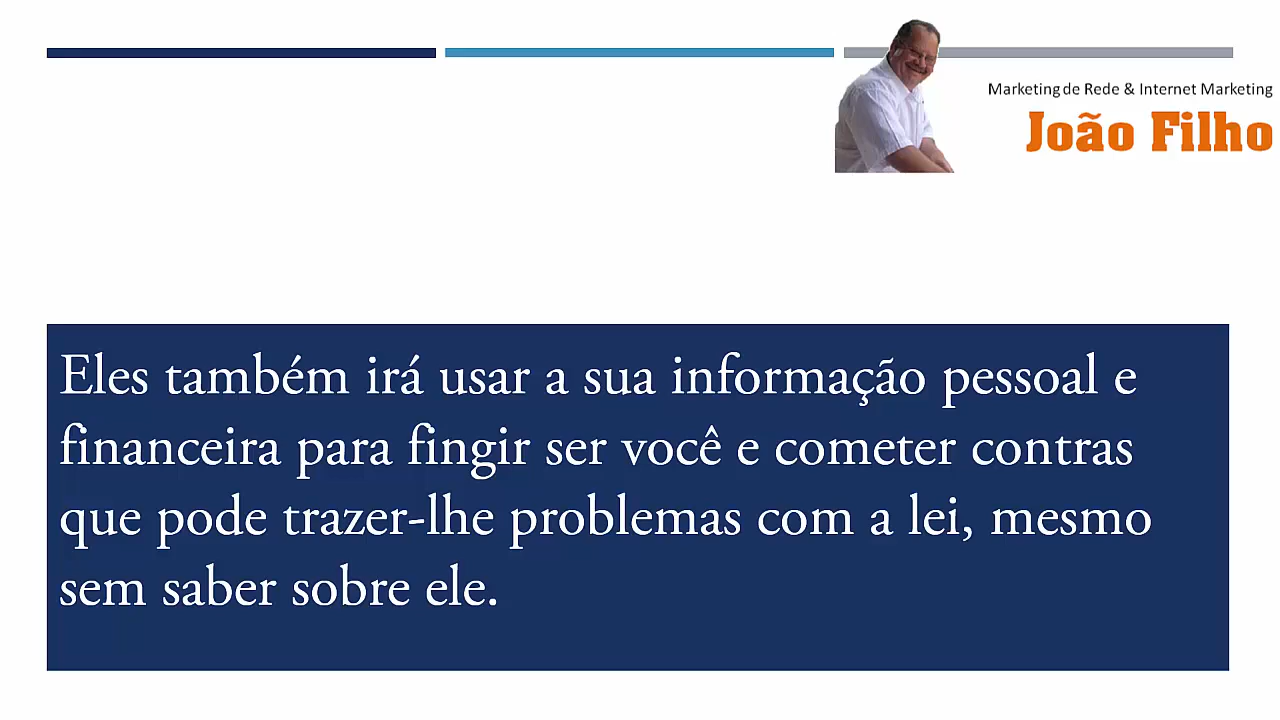 Marketing de Rede & Internet Marketing
João Filho
Eles também irá usar a sua informação pessoal e
financeira para fingir ser você e cometer contras
que pode trazer-lhe problemas com a lei, mesmo
sem saber sobre ele.